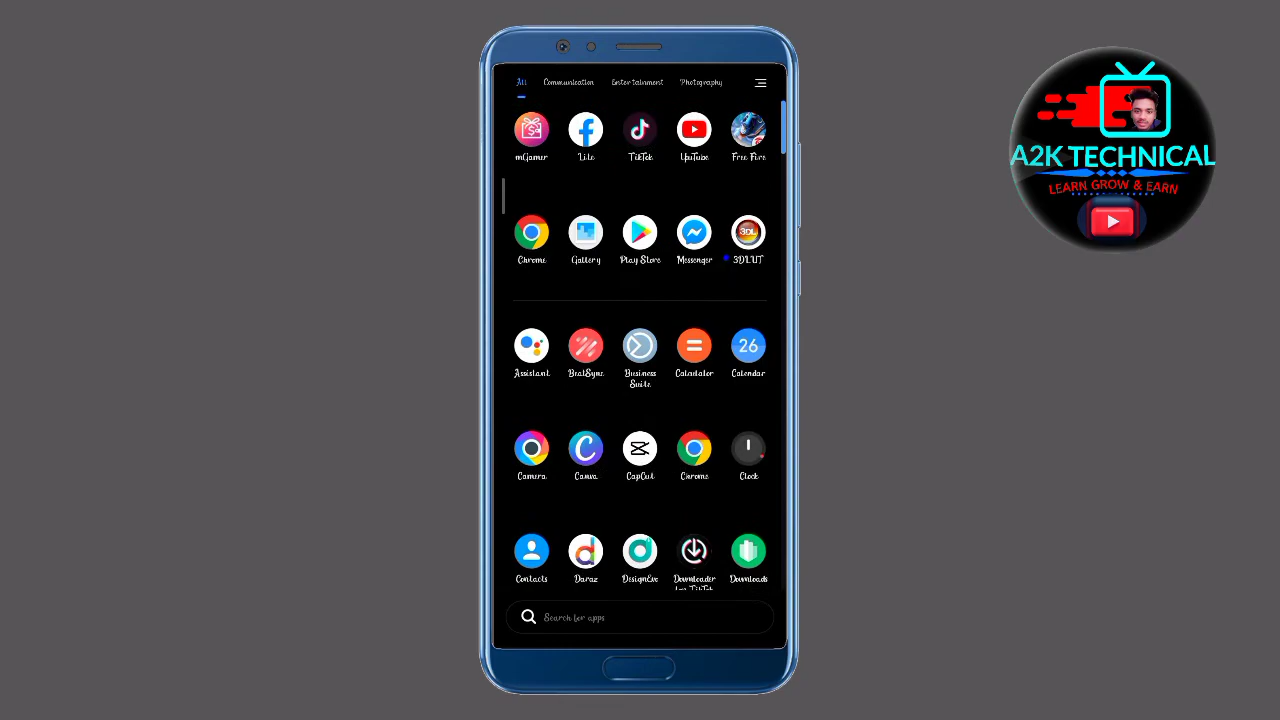 All Communication Entertainment Photography
mGamer Lite TikTok YouTube Free Fire
Chrome Gallery Play Store Messenger 3DLUT
Assistant BeatSync Business Suite Calculator Calendar
26
Camera Canva CapCut Chrome Clock
Contacts Daraz DesignEvo Downloader Downloads
Search for apps
A2K TECHNICAL
LEARN GROW & EARN